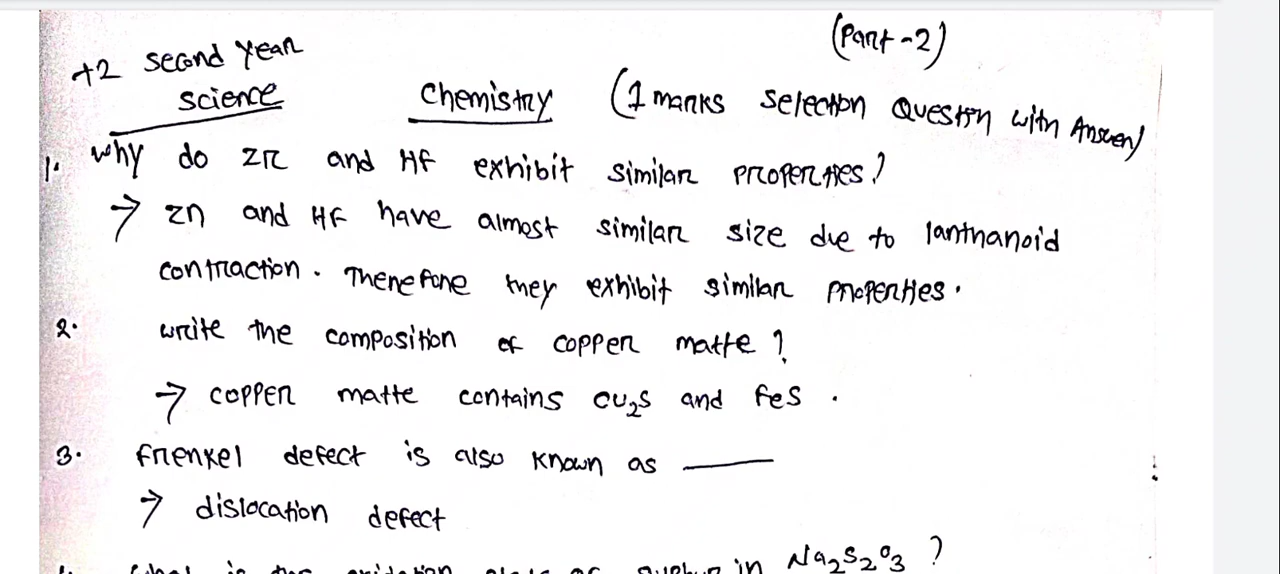 (Part-2)
+2 second Year
science
Chemistry (1 marks selection Question with Answer)
1. Why do Zr and Hf exhibit similar properties?
→ Zn and Hf have almost similar size due to lanthanoid
contraction. Therefore they exhibit similar properties.
2. write the composition of copper matte?
→ copper matte contains Cu₂S and FeS.
3. Frenkel defect is also known as ——
→ dislocation defect
in Na₂S₂O₃?